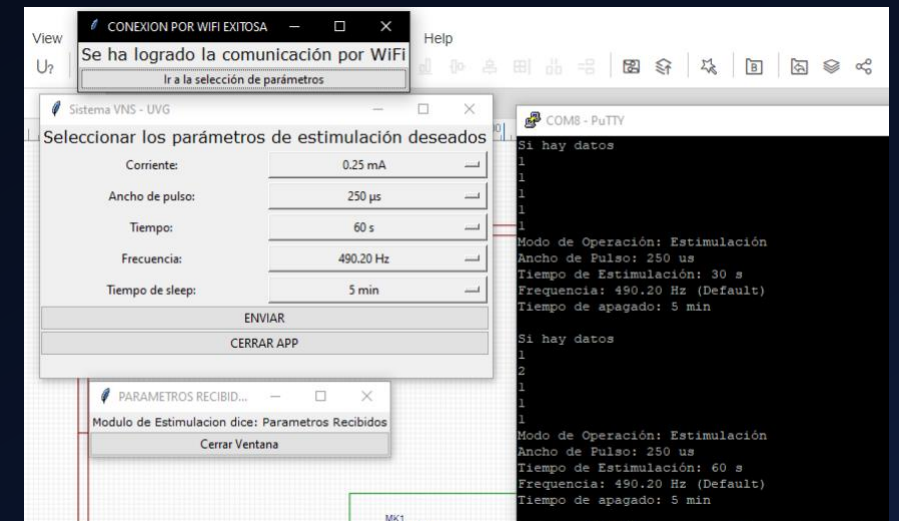 CONEXION POR WIFI EXITOSA
View
Help
Se ha logrado la comunicación por WiFi
Ir a la selección de parámetros
Sistema VNS - UVG
Seleccionar los parámetros de estimulación deseados
Corriente: 0.25 mA
Ancho de pulso: 250 µs
Tiempo: 60 s
Frecuencia: 490.20 Hz
Tiempo de sleep: 5 min
ENVIAR
CERRAR APP
PARAMETROS RECIBID...
Modulo de Estimulacion dice: Parametros Recibidos
Cerrar Ventana
MK1
COM8 - PuTTY
Si hay datos
1
1
1
1
1
Modo de Operación: Estimulación
Ancho de Pulso: 250 us
Tiempo de Estimulación: 30 s
Frequencia: 490.20 Hz (Default)
Tiempo de apagado: 5 min
Si hay datos
1
2
1
1
1
Modo de Operación: Estimulación
Ancho de Pulso: 250 us
Tiempo de Estimulación: 60 s
Frequencia: 490.20 Hz (Default)
Tiempo de apagado: 5 min